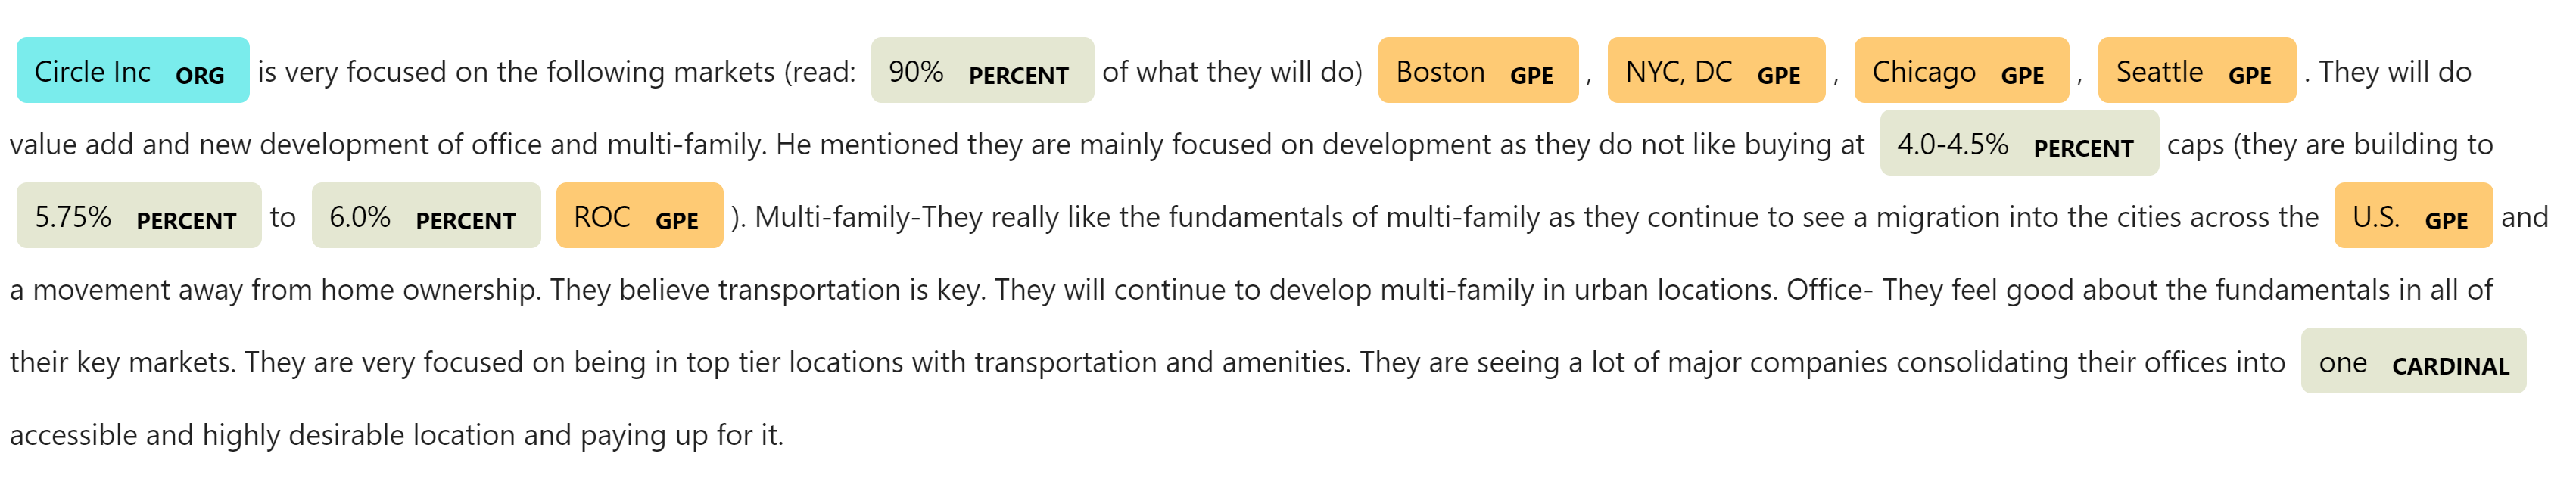 Circle Inc ORG is very focused on the following markets (read: 90% PERCENT of what they will do) Boston GPE , NYC, DC GPE , Chicago GPE , Seattle GPE . They will do
value add and new development of office and multi-family. He mentioned they are mainly focused on development as they do not like buying at 4.0-4.5% PERCENT caps (they are building to
5.75% PERCENT to 6.0% PERCENT ROC GPE ). Multi-family-They really like the fundamentals of multi-family as they continue to see a migration into the cities across the U.S. GPE and
a movement away from home ownership. They believe transportation is key. They will continue to develop multi-family in urban locations. Office- They feel good about the fundamentals in all of
their key markets. They are very focused on being in top tier locations with transportation and amenities. They are seeing a lot of major companies consolidating their offices into one CARDINAL
accessible and highly desirable location and paying up for it.